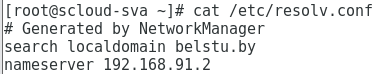 [root@scloud-sva ~]# cat /etc/resolv.conf
# Generated by NetworkManager
search localdomain belstu.by
nameserver 192.168.91.2